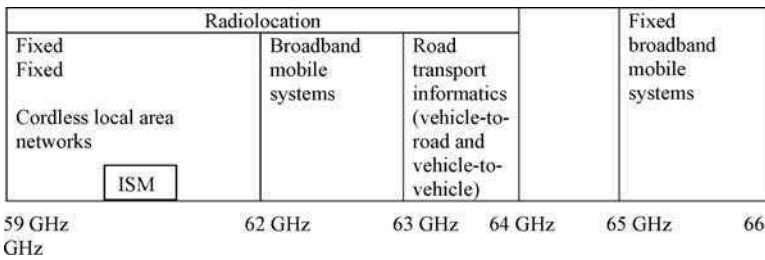 Radiolocation
Fixed
Fixed
Cordless local area
networks
ISM
Broadband
mobile
systems
Road
transport
informatics
(vehicle-to-
road and
vehicle-to-
vehicle)
Fixed
broadband
mobile
systems
59 GHz 62 GHz 63 GHz 64 GHz 65 GHz 66
GHz